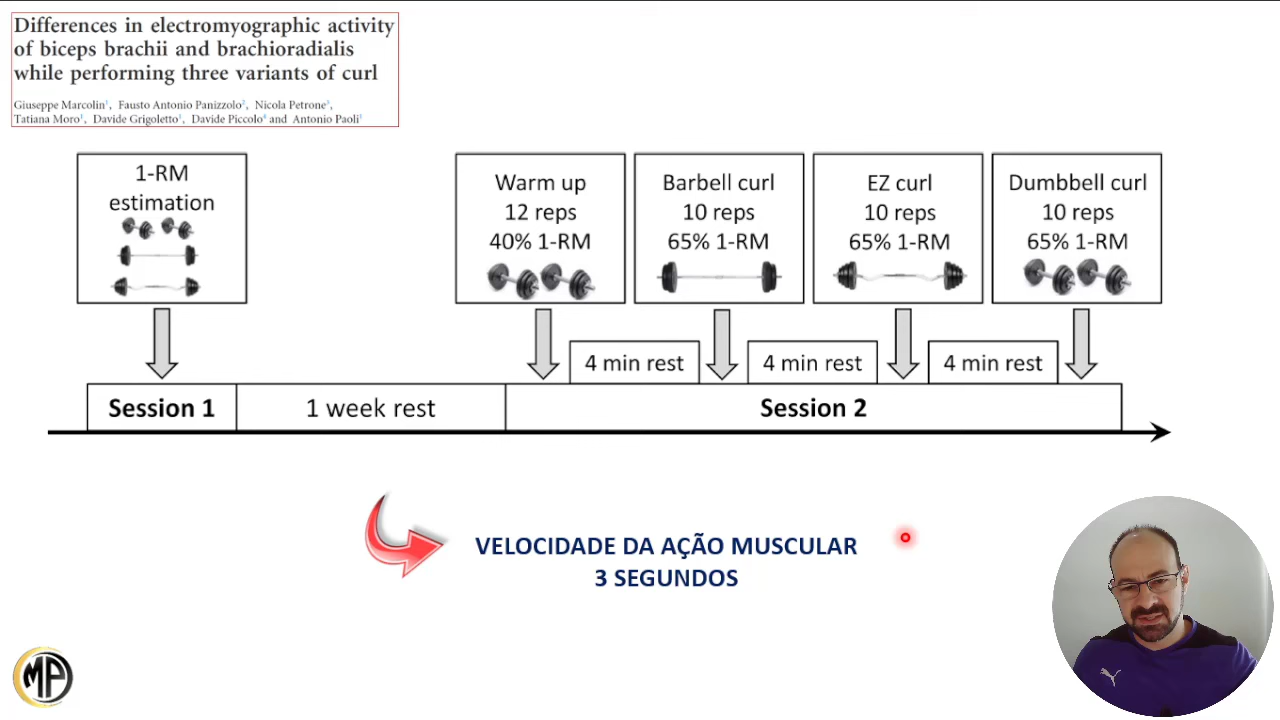 Differences in electromyographic activity
of biceps brachii and brachioradialis
while performing three variants of curl
Giuseppe Marcolin¹, Fausto Antonio Panizzolo², Nicola Petrone³,
Tatiana Moro¹, Davide Grigoletto¹, Davide Piccolo⁴ and Antonio Paoli¹
1-RM
estimation
Warm up
12 reps
40% 1-RM
Barbell curl
10 reps
65% 1-RM
EZ curl
10 reps
65% 1-RM
Dumbbell curl
10 reps
65% 1-RM
4 min rest
4 min rest
4 min rest
Session 1
1 week rest
Session 2
VELOCIDADE DA AÇÃO MUSCULAR
3 SEGUNDOS
MP